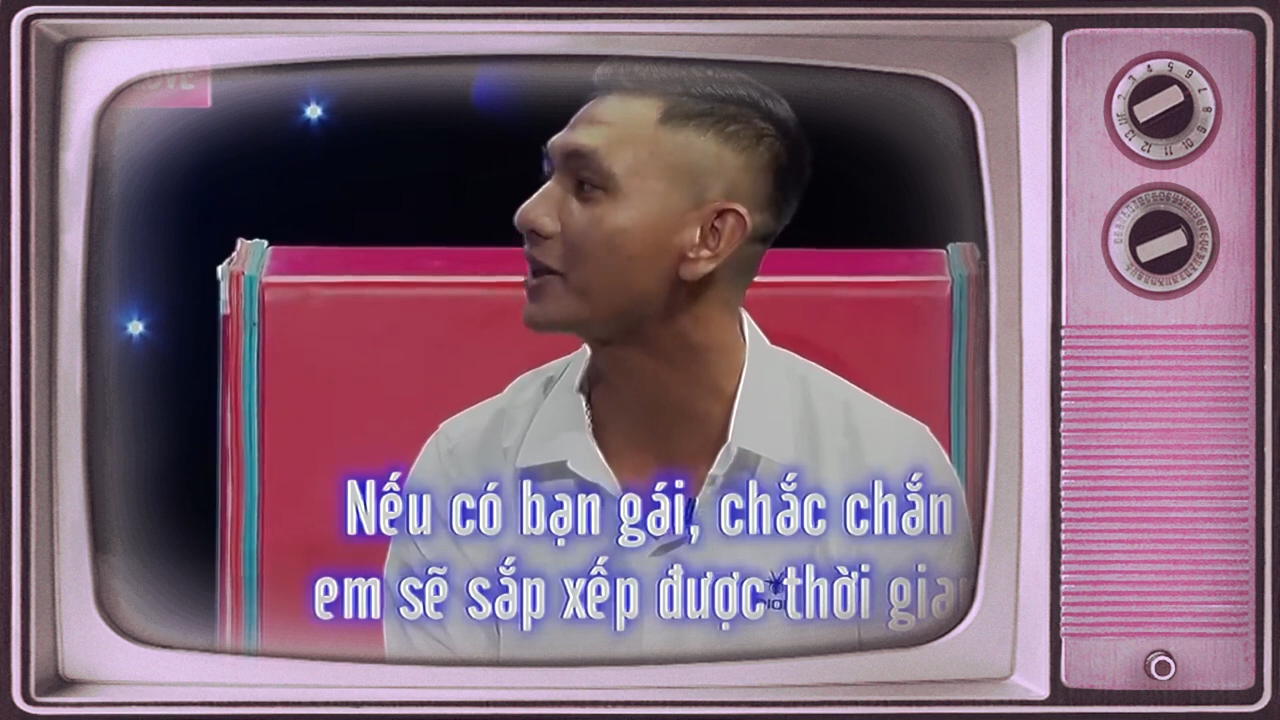 Nếu có bạn gái, chắc chắn
em sẽ sắp xếp được thời